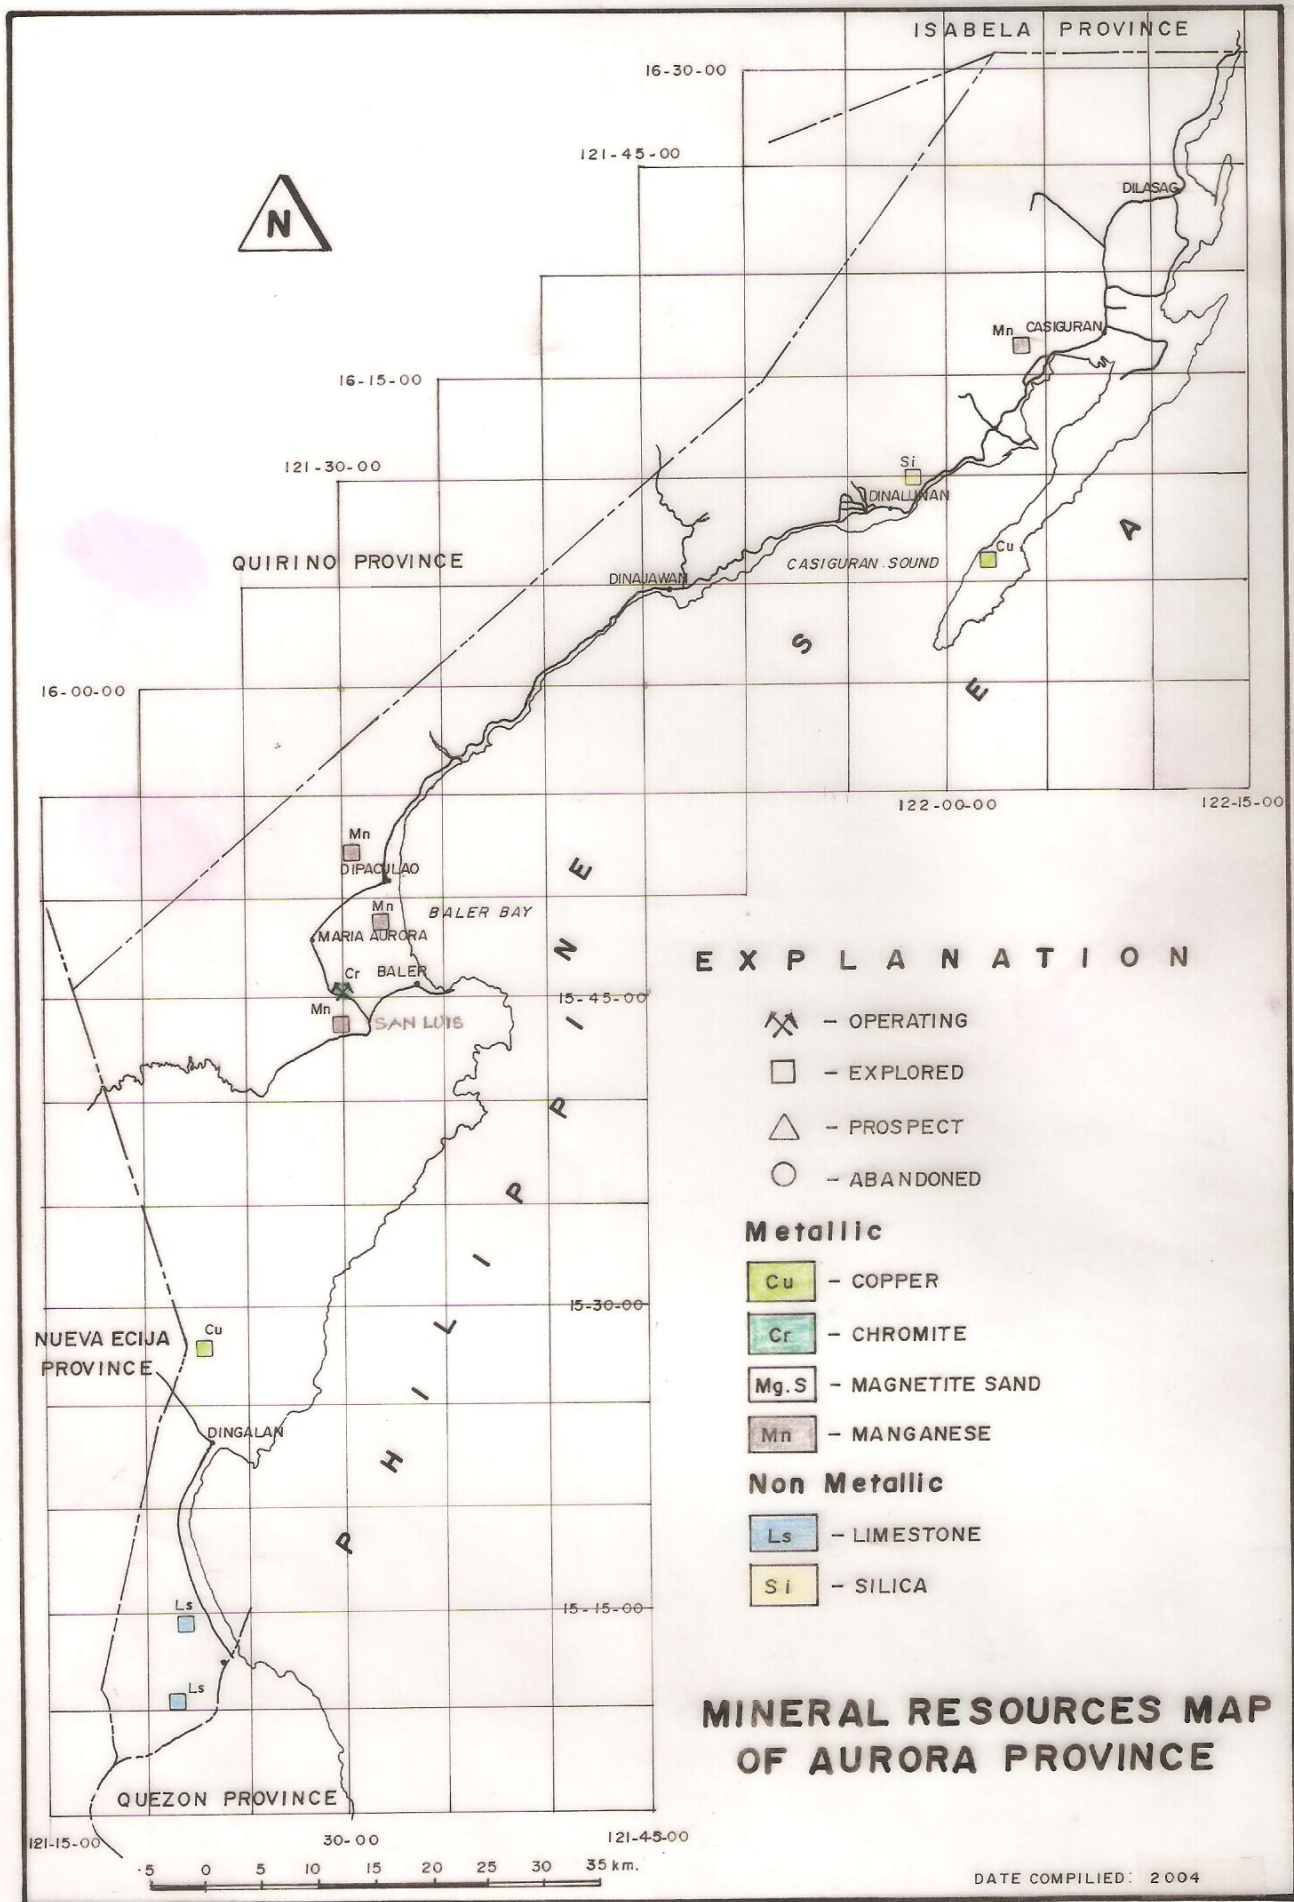 ISABELA PROVINCE
16-30-00
121-45-00
N
DILASAG
Mn
CASIGURAN
16-15-00
121-30-00
Si
DINALUNAN
QUIRINO PROVINCE
CASIGURAN SOUND
Cu
DINAJAWAN
16-00-00
122-00-00
122-15-00
Mn
DIPACULAO
Mn
BALER BAY
MARIA AURORA
Cr
BALER
15-45-00
Mn
SAN LUIS
PHILIPPINE SEA
15-30-00
NUEVA ECIJA
PROVINCE
Cu
DINGALAN
Ls
15-15-00
Ls
QUEZON PROVINCE
121-15-00
30-00
121-45-00
5 0 5 10 15 20 25 30 35 km.
EXPLANATION
- OPERATING
- EXPLORED
- PROSPECT
- ABANDONED
Metallic
Cu - COPPER
Cr - CHROMITE
Mg.S - MAGNETITE SAND
Mn - MANGANESE
Non Metallic
Ls - LIMESTONE
Si - SILICA
MINERAL RESOURCES MAP
OF AURORA PROVINCE
DATE COMPILIED: 2004